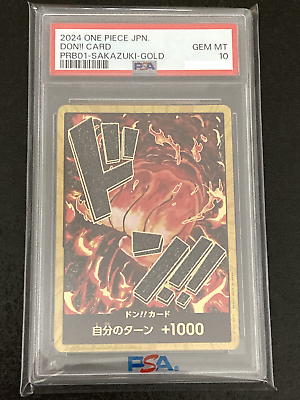 2024 ONE PIECE JPN.
DON!! CARD
GEM MT
PRB01-SAKAZUKI-GOLD
10
PSA
ドン!!
ドン!!カード
自分のターン +1000
PSA